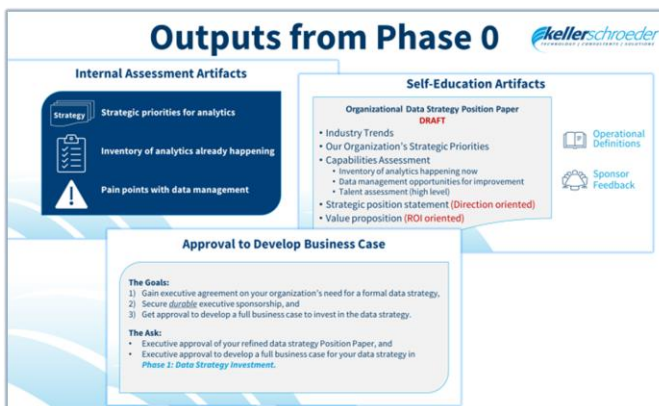 Outputs from Phase 0
kellerschroeder
TECHNOLOGY | CONSULTANTS | SOLUTIONS
Internal Assessment Artifacts
Strategy
Strategic priorities for analytics
Inventory of analytics already happening
Pain points with data management
Self-Education Artifacts
Organizational Data Strategy Position Paper
DRAFT
• Industry Trends
• Our Organization's Strategic Priorities
• Capabilities Assessment
• Inventory of analytics happening now
• Data management opportunities for improvement
• Talent assessment (high level)
• Strategic position statement (Direction oriented)
• Value proposition (ROI oriented)
Operational
Definitions
Sponsor
Feedback
Approval to Develop Business Case
The Goals:
1) Gain executive agreement on your organization's need for a formal data strategy,
2) Secure durable executive sponsorship, and
3) Get approval to develop a full business case to invest in the data strategy.
The Ask:
• Executive approval of your refined data strategy Position Paper, and
• Executive approval to develop a full business case for your data strategy in
Phase 1: Data Strategy Investment.